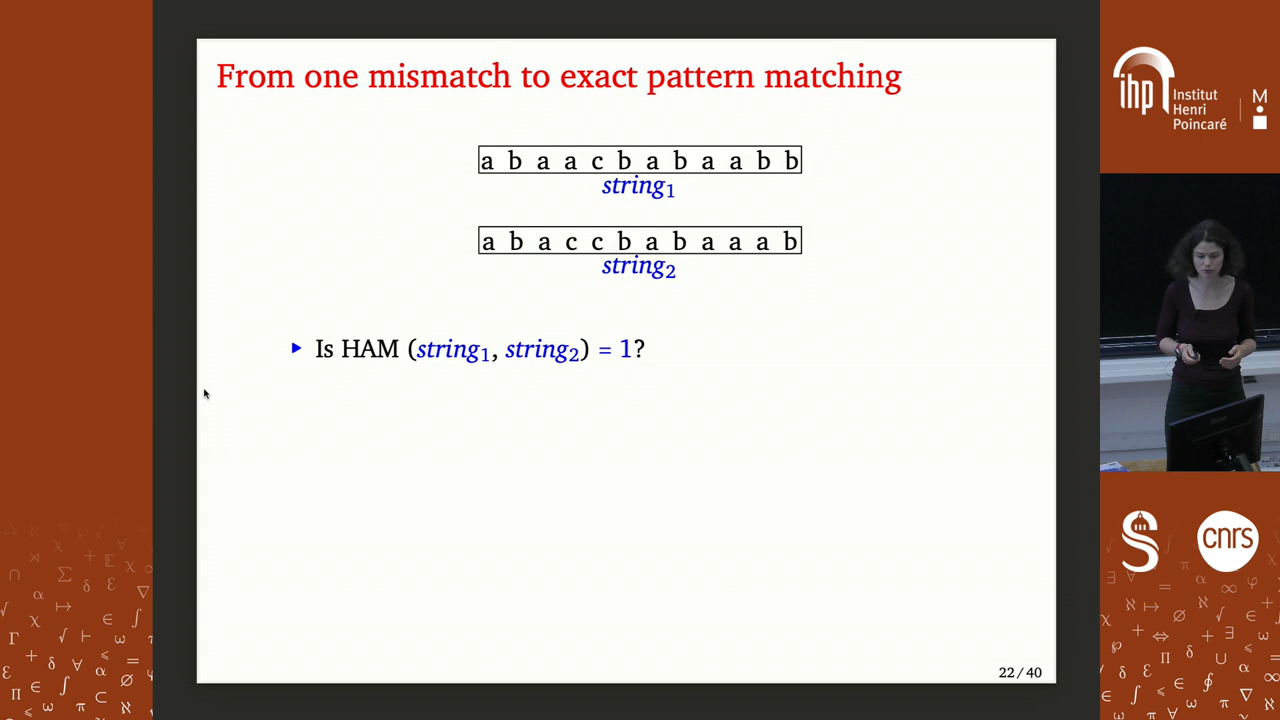 From one mismatch to exact pattern matching
a b a a c b a b a a b b
string1
a b a c c b a b a a a b
string2
▶ Is HAM (string1, string2) = 1?
22/40
ihp
Institut
Henri
Poincaré
M
S
cnrs